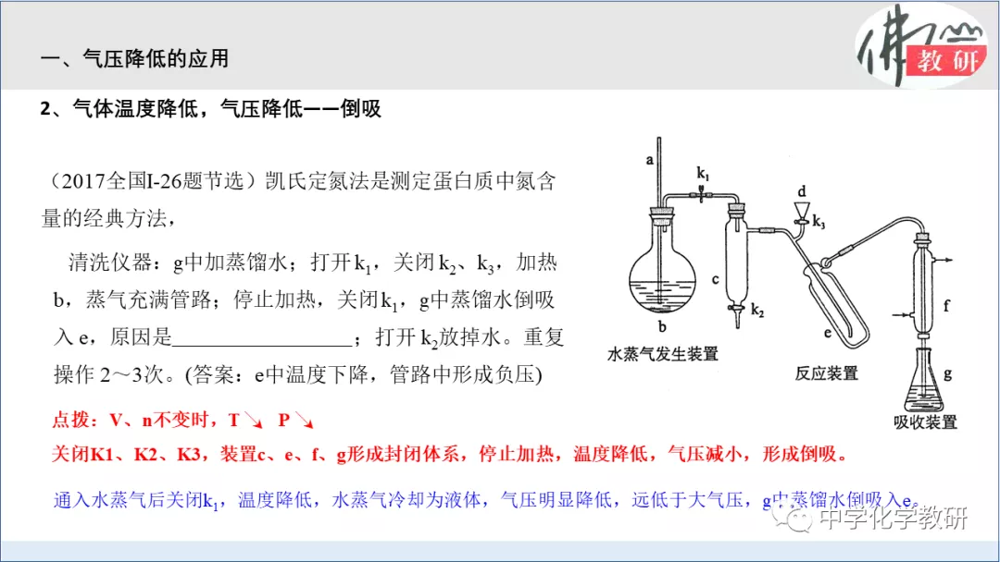 一、气压降低的应用
佛山
教研
2、气体温度降低，气压降低——倒吸
（2017全国I-26题节选）凯氏定氮法是测定蛋白质中氮含
量的经典方法，
清洗仪器：g中加蒸馏水；打开k₁，关闭k₂、k₃，加热
b，蒸气充满管路；停止加热，关闭k₁，g中蒸馏水倒吸
入 e，原因是__________________；打开 k₂放掉水。重复
操作 2～3次。(答案：e中温度下降，管路中形成负压)
点拨：V、n不变时，T↘ P↘
关闭K1、K2、K3，装置c、e、f、g形成封闭体系，停止加热，温度降低，气压减小，形成倒吸。
通入水蒸气后关闭k₁，温度降低，水蒸气冷却为液体，气压明显降低，远低于大气压，g中蒸馏水倒吸入e。
a
k₁
d
k₃
c
k₂
b
e
f
g
水蒸气发生装置
反应装置
吸收装置
中学化学教研